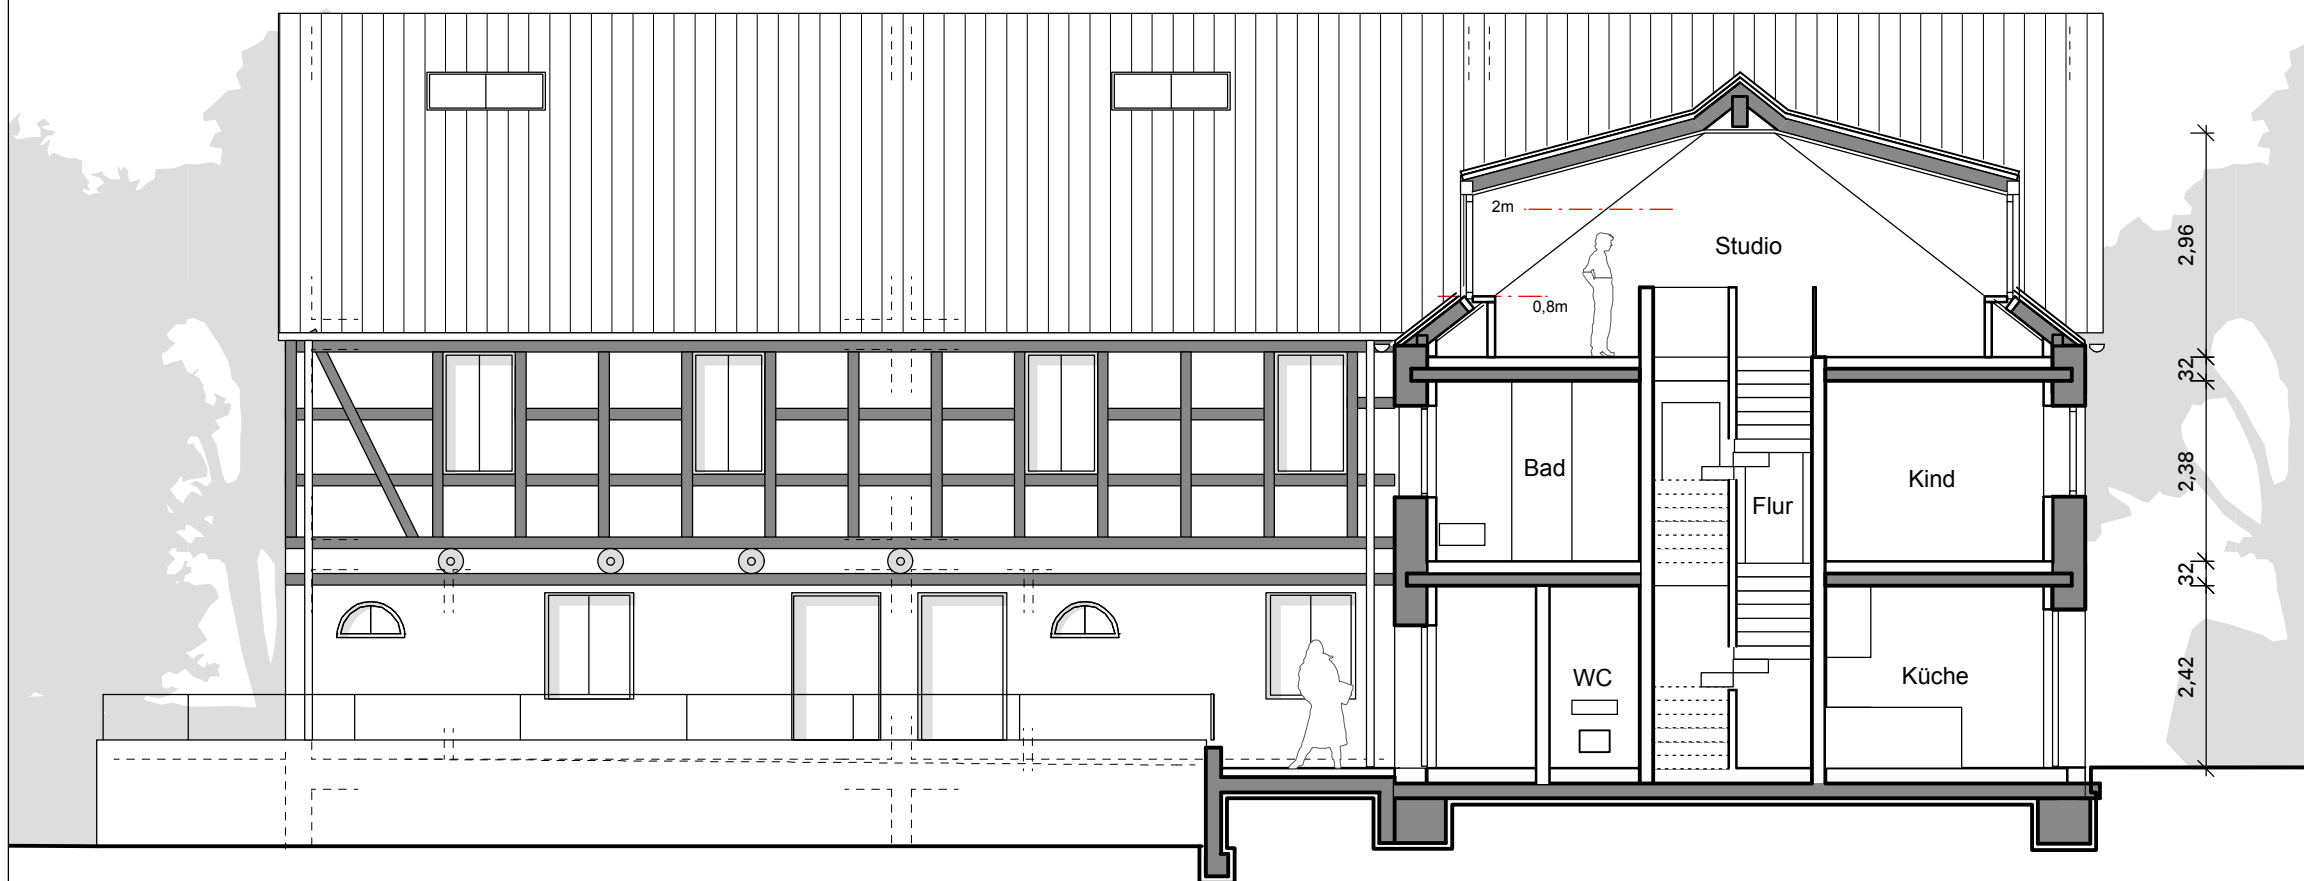 2m
Studio
2,96
0,8m
32
Bad
Kind
2,38
Flur
32
WC
Küche
2,42